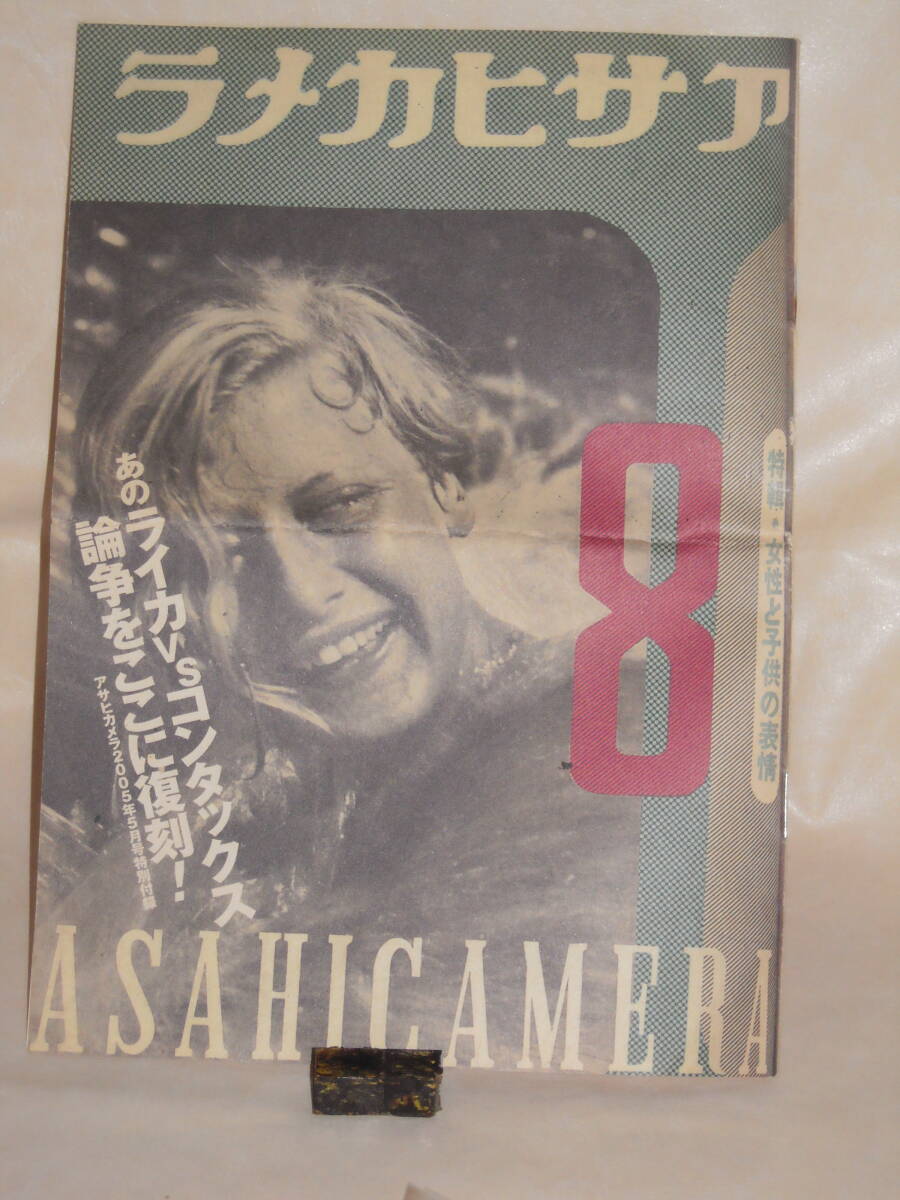 ラメカヒサア
8
特輯・女性と子供の表情
あのライカvsコンタックス
論争をここに復刻!
アサヒカメラ2005年5月号特別付録
ASAHICAMERA